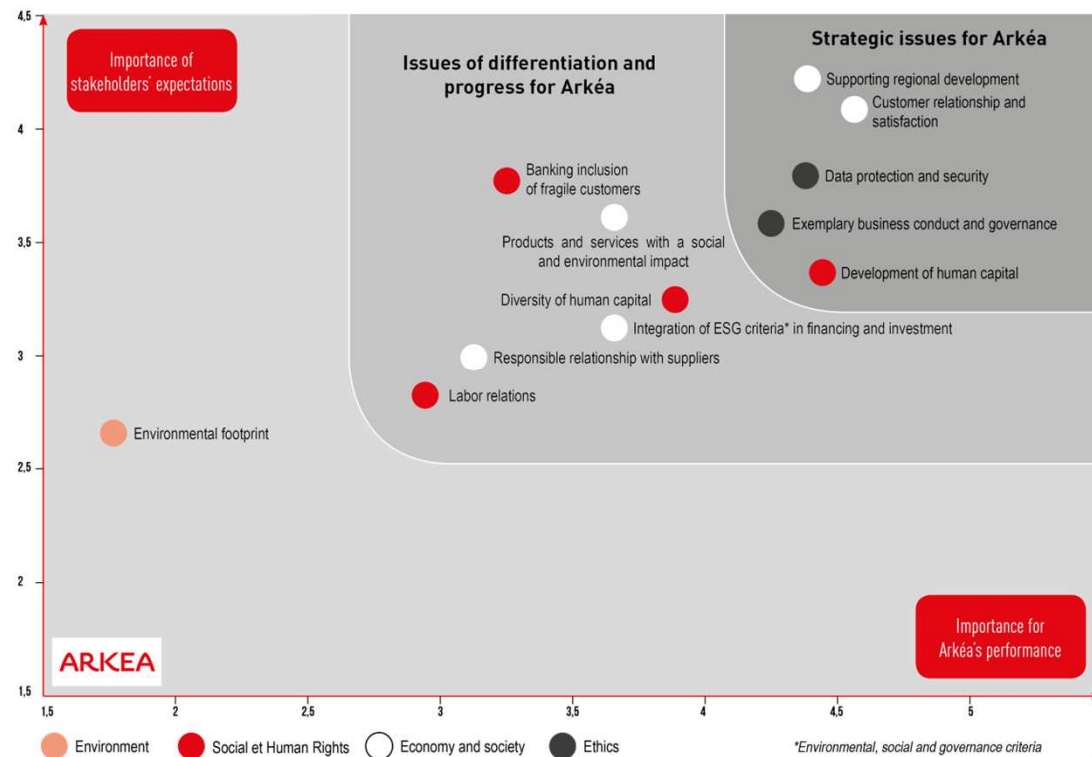 4,5
Importance of
stakeholders' expectations
Issues of differentiation and
progress for Arkéa
Strategic issues for Arkéa
Supporting regional development
Customer relationship and
satisfaction
4
Banking inclusion
of fragile customers
Data protection and security
Products and services with a social
and environmental impact
Exemplary business conduct and governance
3,5
Development of human capital
Diversity of human capital
Integration of ESG criteria* in financing and investment
3
Responsible relationship with suppliers
Labor relations
Environmental footprint
2,5
2
Importance for
Arkéa's performance
ARKEA
1,5
1,5 2 2,5 3 3,5 4 4,5 5
Environment Social et Human Rights Economy and society Ethics *Environmental, social and governance criteria